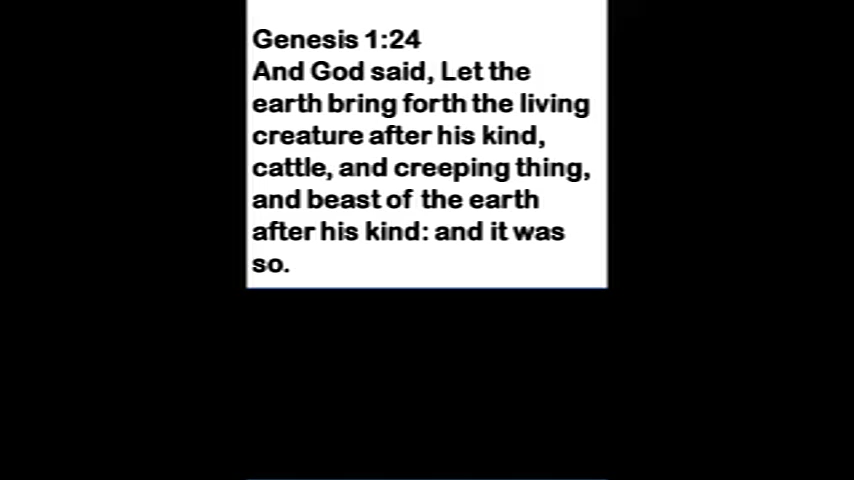 Genesis 1:24
And God said, Let the
earth bring forth the living
creature after his kind,
cattle, and creeping thing,
and beast of the earth
after his kind: and it was
so.